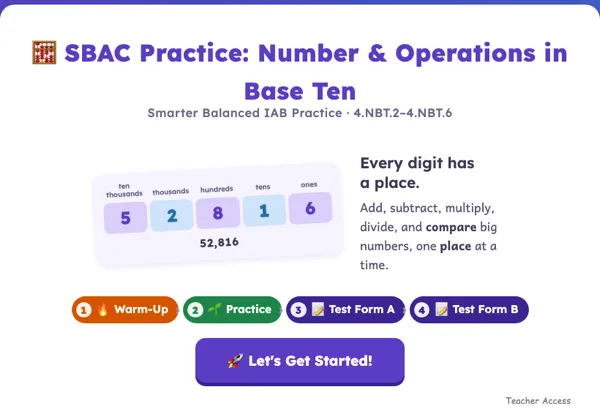 🧮 SBAC Practice: Number & Operations in
Base Ten
Smarter Balanced IAB Practice · 4.NBT.2–4.NBT.6
ten thousands
thousands
hundreds
tens
ones
5 2 8 1 6
52,816
Every digit has
a place.
Add, subtract, multiply,
divide, and compare big
numbers, one place at a
time.
1 🔥 Warm-Up
2 🌱 Practice
3 📝 Test Form A
4 📝 Test Form B
🚀 Let's Get Started!
Teacher Access